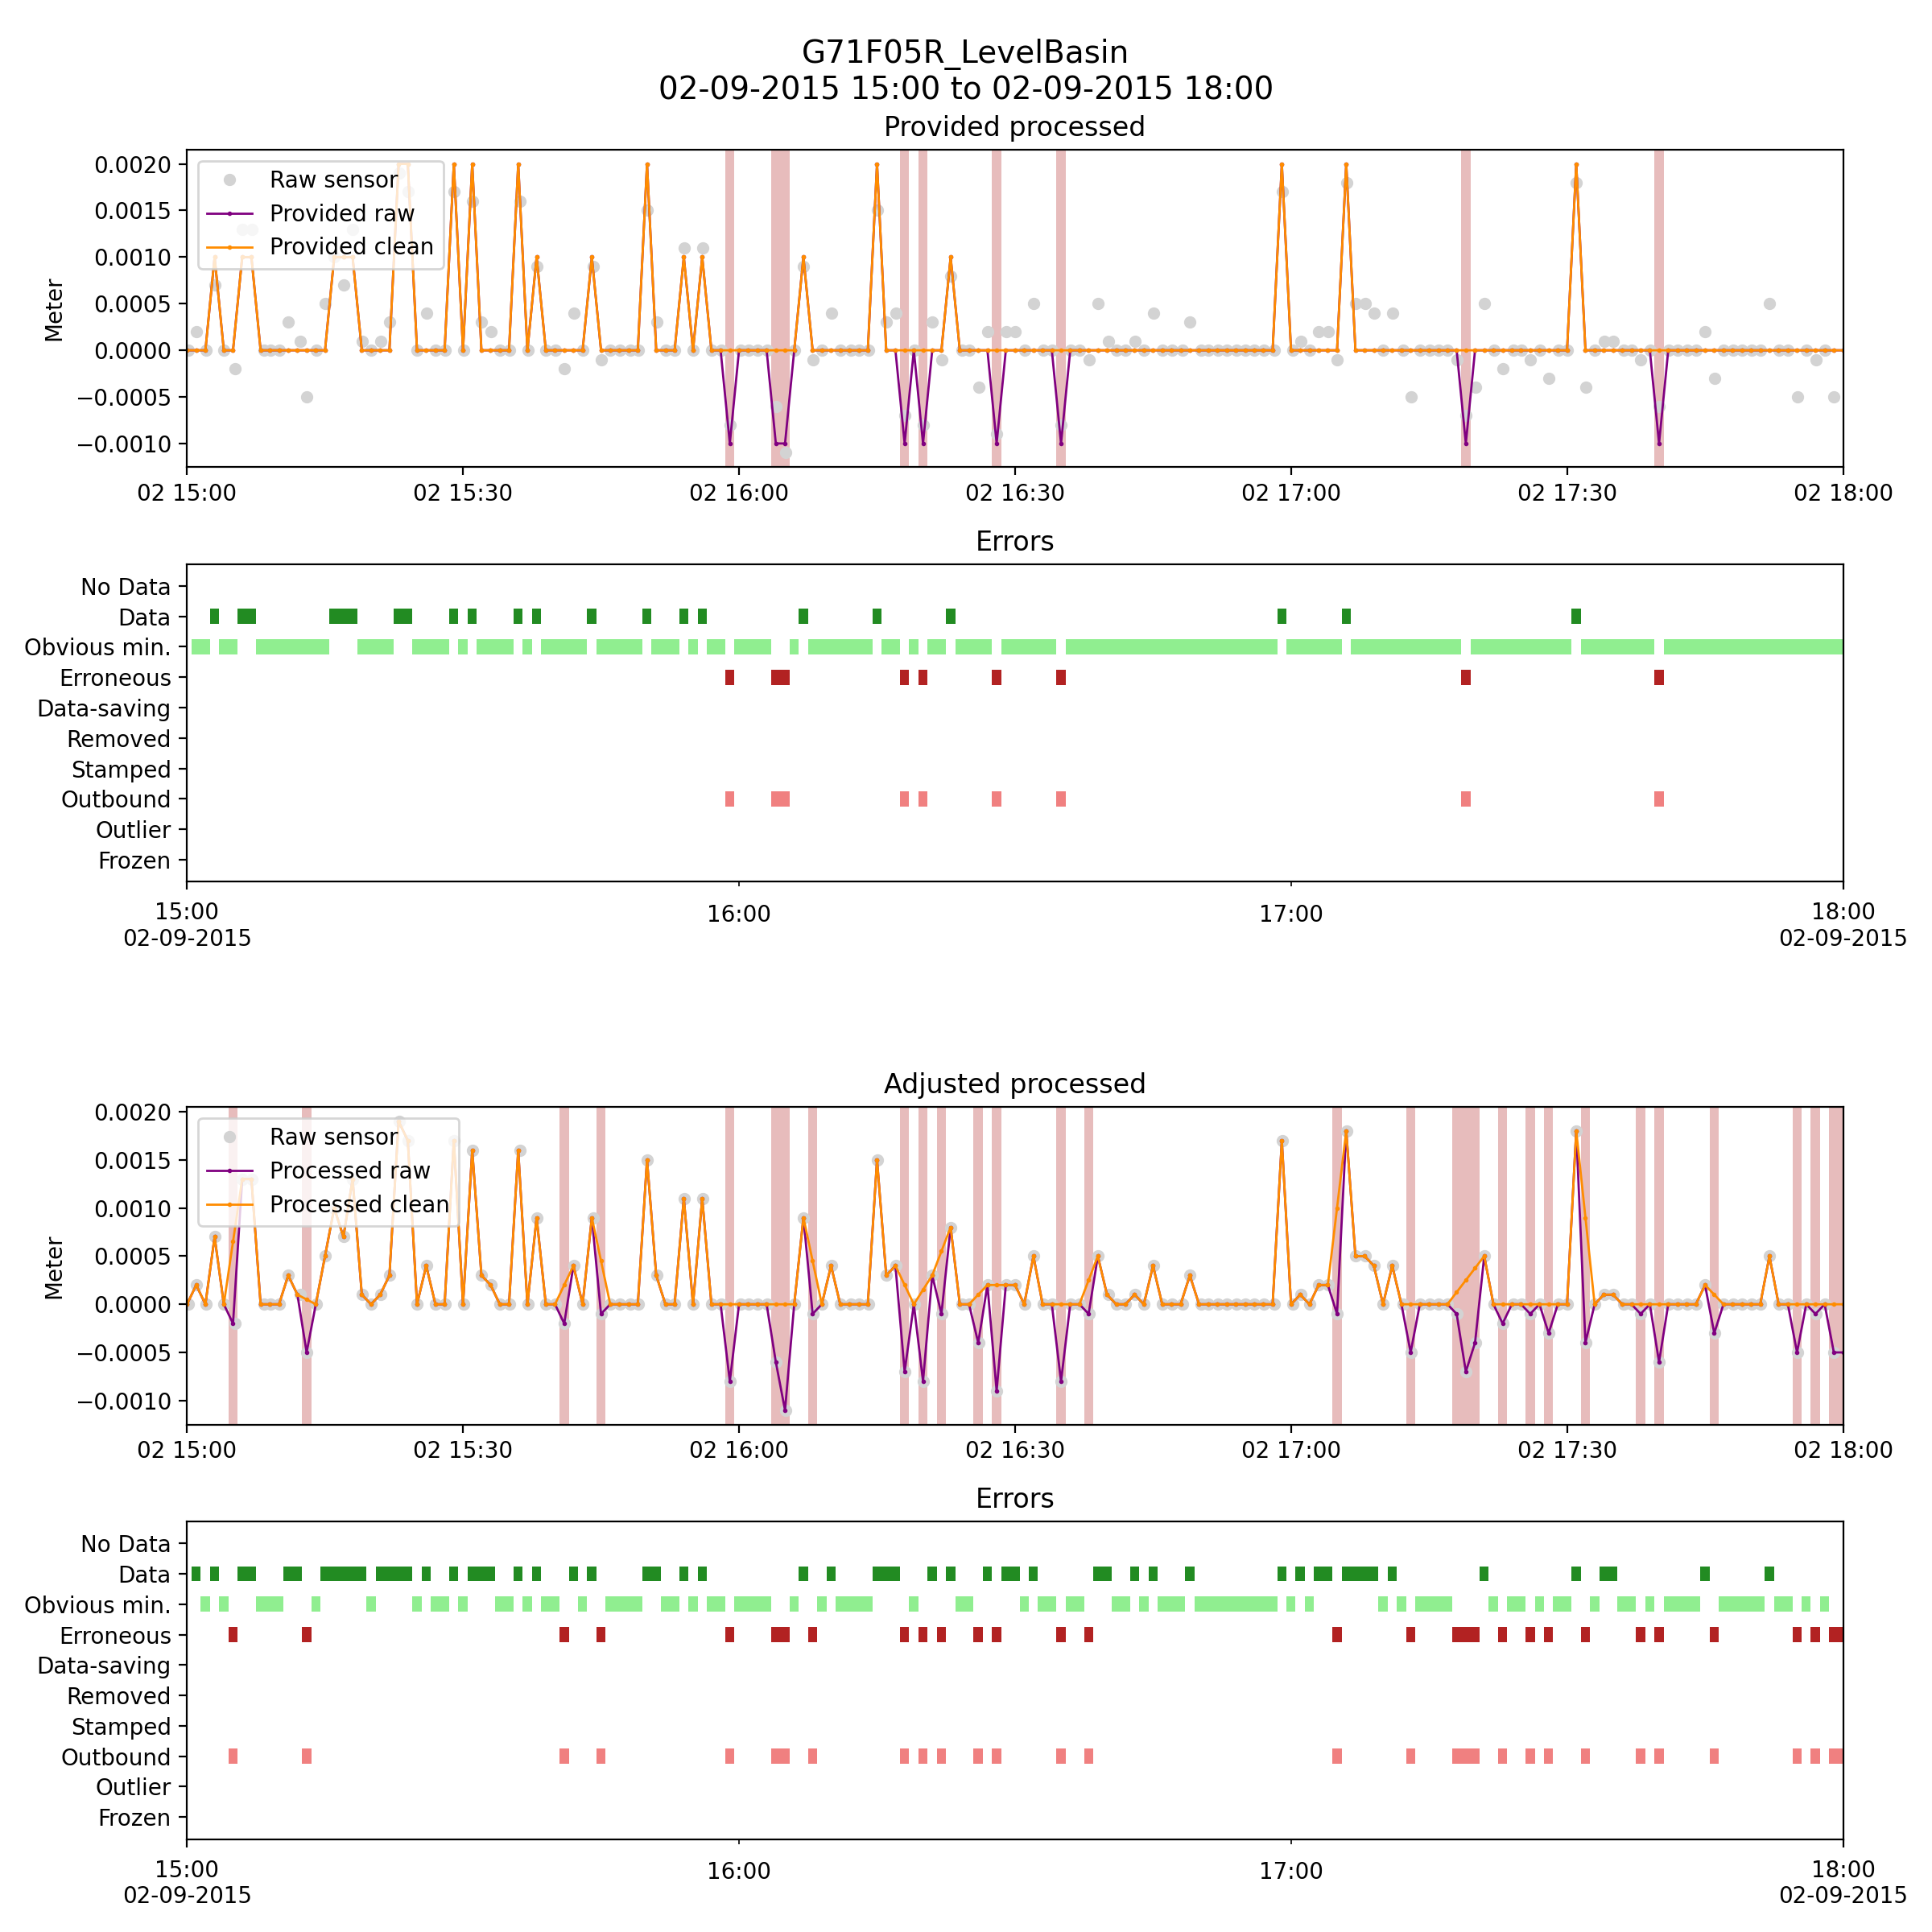 G71F05R_LevelBasin
02-09-2015 15:00 to 02-09-2015 18:00
Provided processed
0.0020
0.0015
0.0010
0.0005
0.0000
−0.0005
−0.0010
Meter
Raw sensor
Provided raw
Provided clean
02 15:00 02 15:30 02 16:00 02 16:30 02 17:00 02 17:30 02 18:00
Errors
No Data
Data
Obvious min.
Erroneous
Data-saving
Removed
Stamped
Outbound
Outlier
Frozen
15:00 16:00 17:00 18:00
02-09-2015 02-09-2015
Adjusted processed
0.0020
0.0015
0.0010
0.0005
0.0000
−0.0005
−0.0010
Meter
Raw sensor
Processed raw
Processed clean
02 15:00 02 15:30 02 16:00 02 16:30 02 17:00 02 17:30 02 18:00
Errors
No Data
Data
Obvious min.
Erroneous
Data-saving
Removed
Stamped
Outbound
Outlier
Frozen
15:00 16:00 17:00 18:00
02-09-2015 02-09-2015